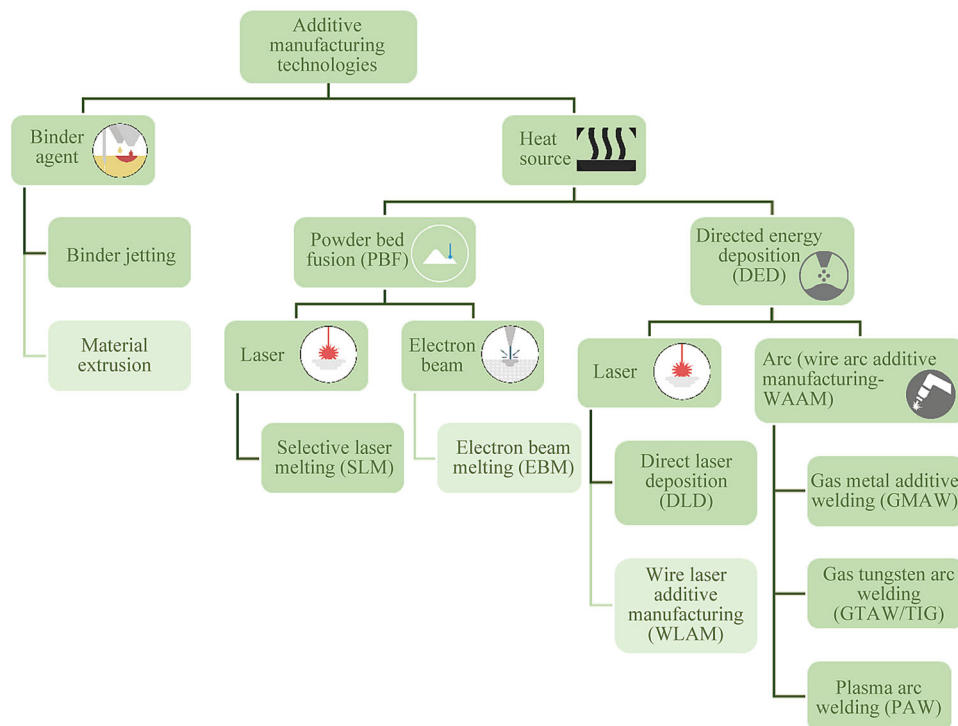 Additive
manufacturing
technologies
Binder
agent
Heat
source
Binder jetting
Powder bed
fusion (PBF)
Directed energy
deposition
(DED)
Material
extrusion
Laser
Electron
beam
Laser
Arc (wire arc additive
manufacturing-
WAAM)
Selective laser
melting (SLM)
Electron beam
melting (EBM)
Direct laser
deposition
(DLD)
Gas metal additive
welding (GMAW)
Wire laser
additive
manufacturing
(WLAM)
Gas tungsten arc
welding
(GTAW/TIG)
Plasma arc
welding (PAW)